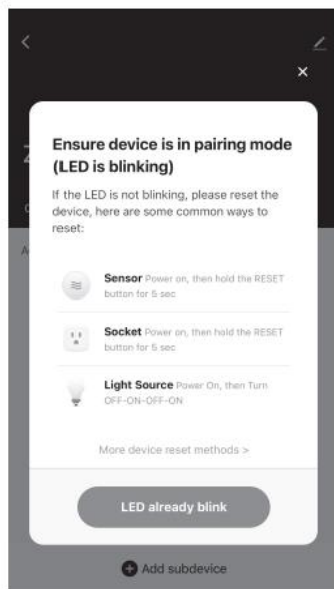 Ensure device is in pairing mode
(LED is blinking)
If the LED is not blinking, please reset the
device, here are some common ways to
reset:
Sensor Power on, then hold the RESET
button for 5 sec
Socket Power on, then hold the RESET
button for 5 sec
Light Source Power On, then Turn
OFF-ON-OFF-ON
More device reset methods >
LED already blink
Add subdevice